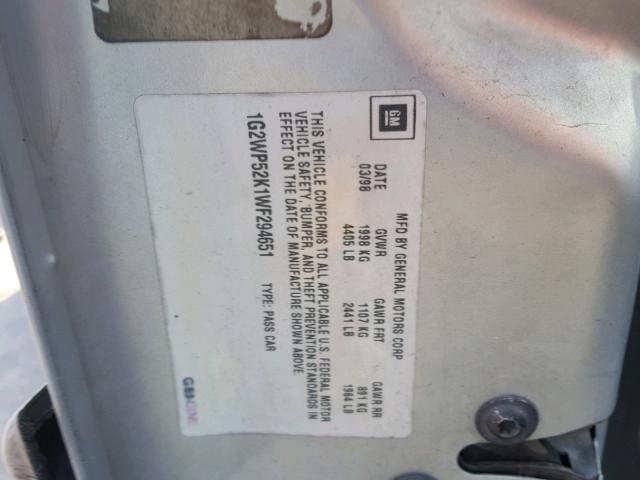 GM
MFD BY GENERAL MOTORS CORP
DATE GVWR GAWR FRT GAWR RR
03/98 1998 KG 1107 KG 891 KG
4405 LB 2441 LB 1964 LB
THIS VEHICLE CONFORMS TO ALL APPLICABLE U.S. FEDERAL MOTOR
VEHICLE SAFETY, BUMPER, AND THEFT PREVENTION STANDARDS IN
EFFECT ON THE DATE OF MANUFACTURE SHOWN ABOVE.
1G2WP52K1WF294651 TYPE: PASS CAR